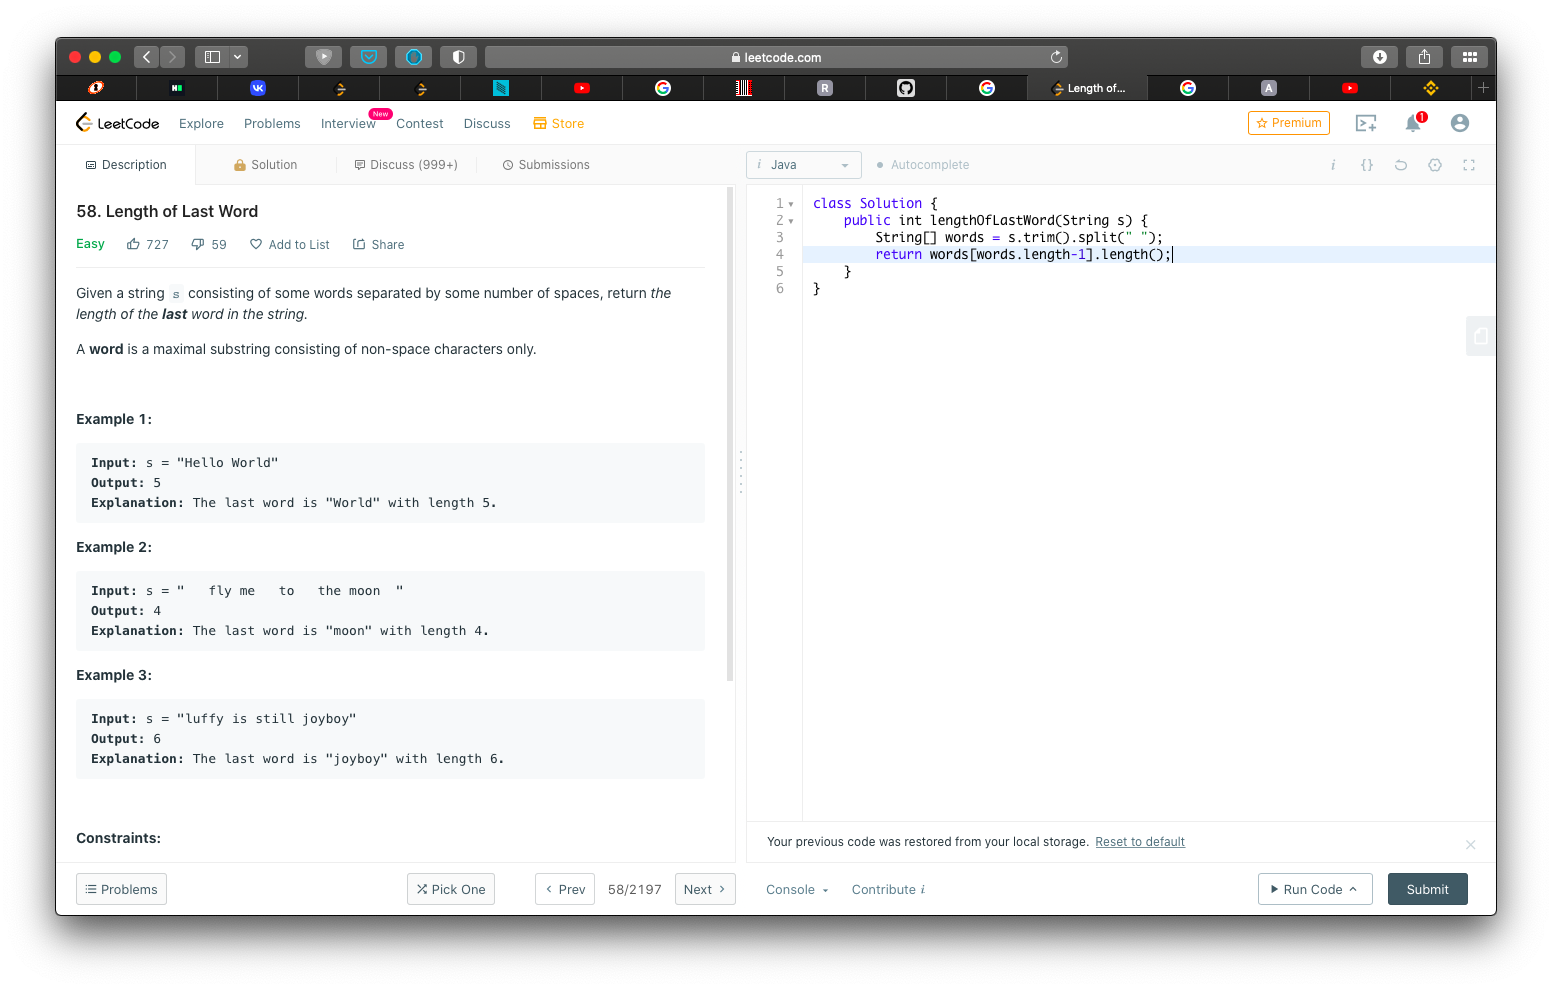 leetcode.com
Length of...
LeetCode Explore Problems Interview New Contest Discuss Store Premium 1
Description Solution Discuss (999+) Submissions
58. Length of Last Word
Easy 727 59 Add to List Share
Given a string s consisting of some words separated by some number of spaces, return the
length of the last word in the string.
A word is a maximal substring consisting of non-space characters only.
Example 1:
Input: s = "Hello World"
Output: 5
Explanation: The last word is "World" with length 5.
Example 2:
Input: s = "   fly me   to   the moon  "
Output: 4
Explanation: The last word is "moon" with length 4.
Example 3:
Input: s = "luffy is still joyboy"
Output: 6
Explanation: The last word is "joyboy" with length 6.
Constraints:
Problems Pick One Prev 58/2197 Next
i Java Autocomplete i {}
1 class Solution {
2     public int lengthOfLastWord(String s) {
3         String[] words = s.trim().split(" ");
4         return words[words.length-1].length();
5     }
6 }
Your previous code was restored from your local storage. Reset to default
Console Contribute i Run Code Submit